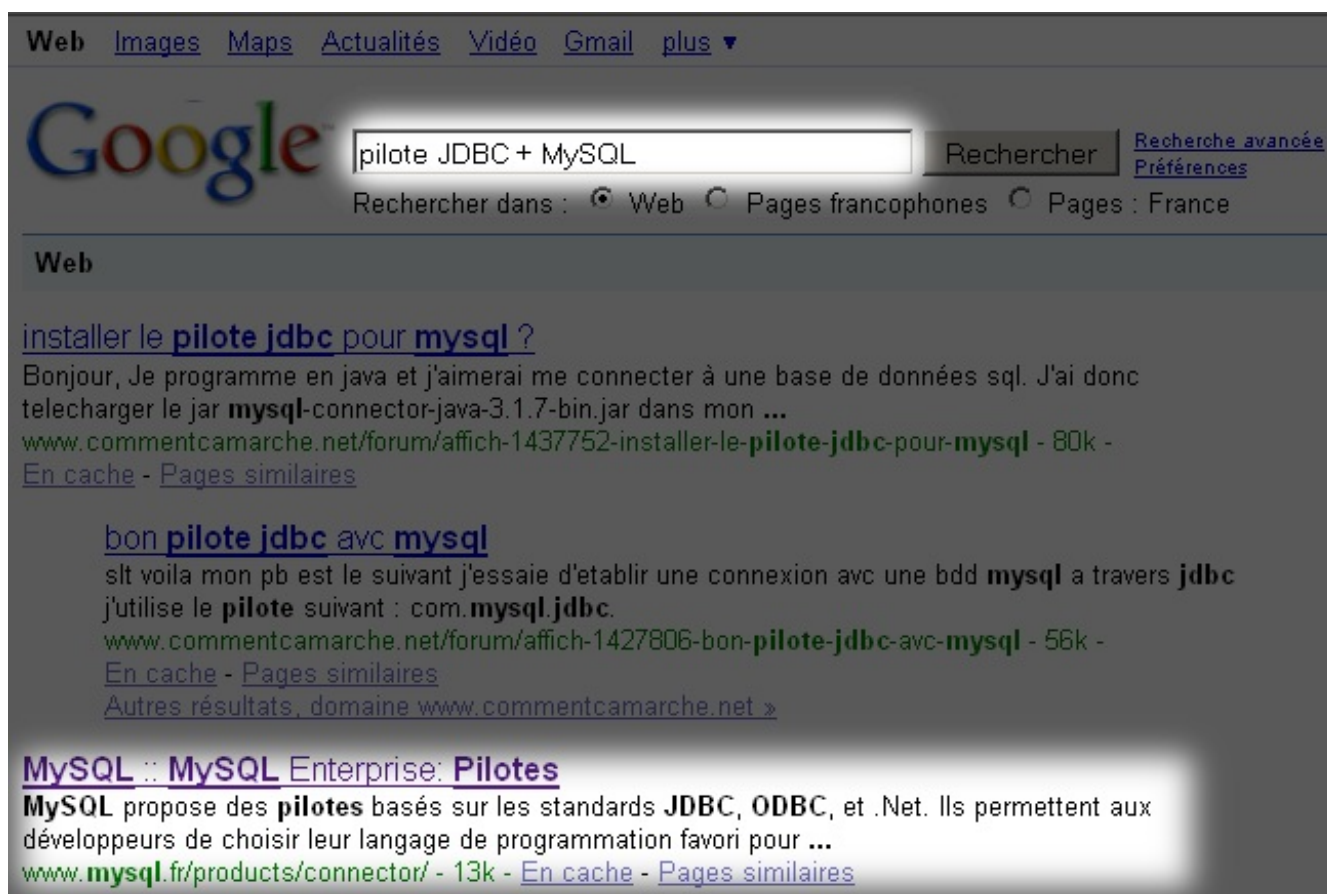 Web Images Maps Actualités Vidéo Gmail plus ▼
Google™
pilote JDBC + MySQL Rechercher Recherche avancée
Préférences
Rechercher dans : Web Pages francophones Pages : France
Web
installer le pilote jdbc pour mysql ?
Bonjour, Je programme en java et j'aimerai me connecter à une base de données sql. J'ai donc
telecharger le jar mysql-connector-java-3.1.7-bin.jar dans mon ...
www.commentcamarche.net/forum/affich-1437752-installer-le-pilote-jdbc-pour-mysql - 80k -
En cache - Pages similaires
bon pilote jdbc avc mysql
slt voila mon pb est le suivant j'essaie d'etablir une connexion avc une bdd mysql a travers jdbc
j'utilise le pilote suivant : com.mysql.jdbc.
www.commentcamarche.net/forum/affich-1427806-bon-pilote-jdbc-avc-mysql - 56k -
En cache - Pages similaires
Autres résultats, domaine www.commentcamarche.net »
MySQL :: MySQL Enterprise: Pilotes
MySQL propose des pilotes basés sur les standards JDBC, ODBC, et .Net. Ils permettent aux
développeurs de choisir leur langage de programmation favori pour ...
www.mysql.fr/products/connector/ - 13k - En cache - Pages similaires